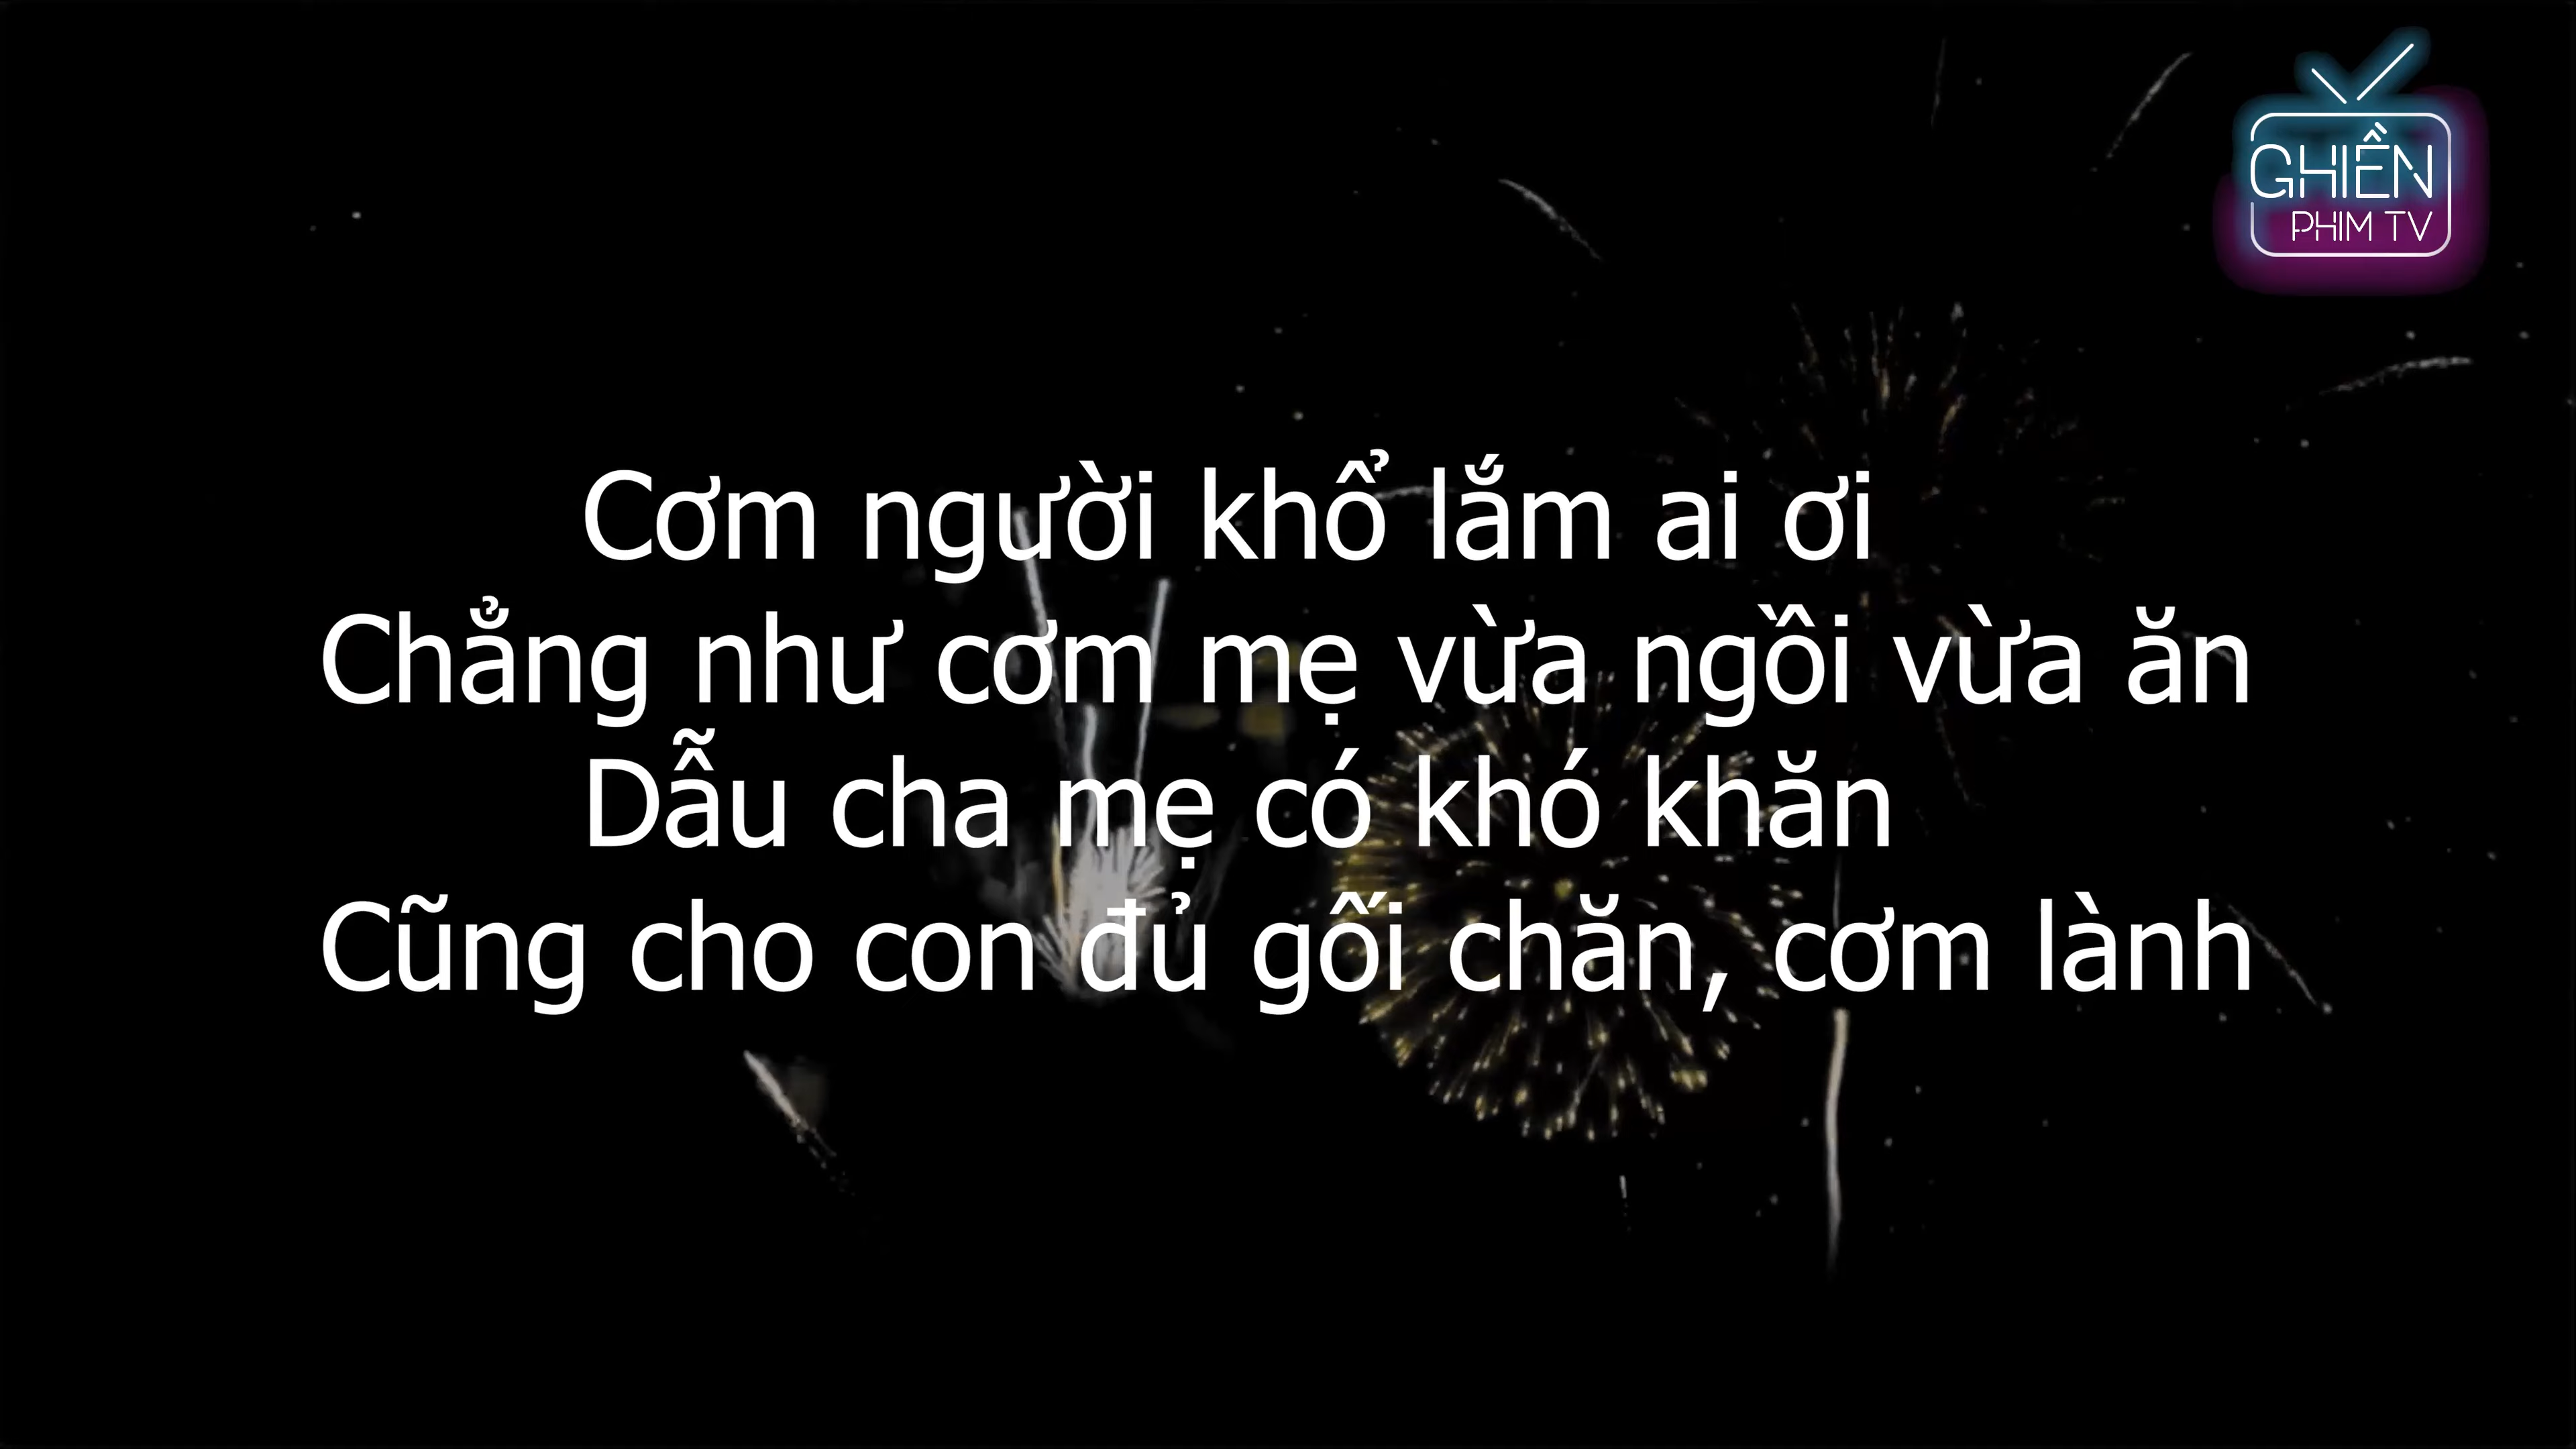 GHIỀN
PHIM TV
Cơm người khổ lắm ai ơi
Chẳng như cơm mẹ vừa ngồi vừa ăn
Dẫu cha mẹ có khó khăn
Cũng cho con đủ gối chăn, cơm lành